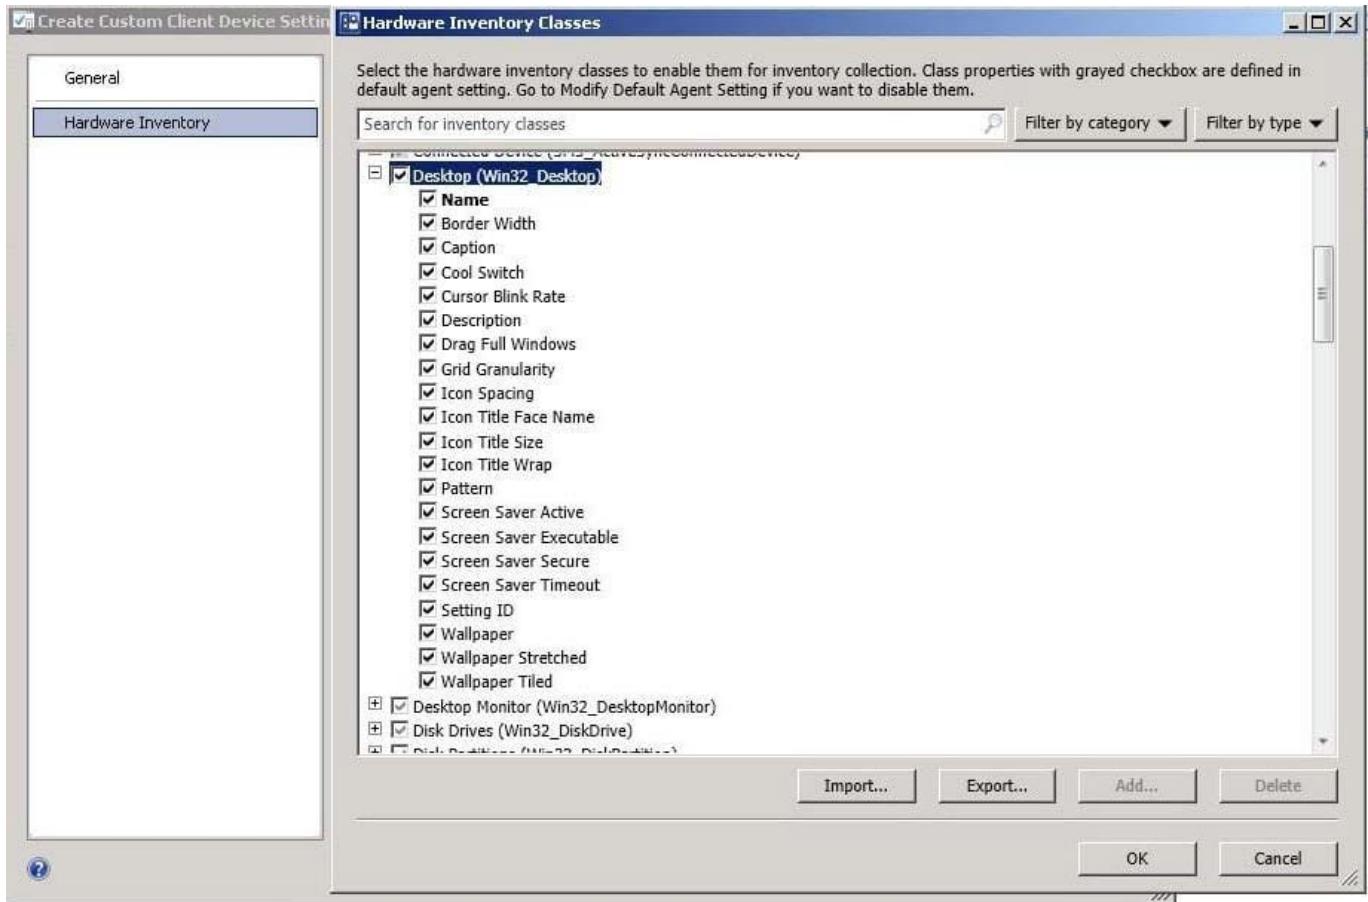 Create Custom Client Device Settin
Hardware Inventory Classes
General
Hardware Inventory
Select the hardware inventory classes to enable them for inventory collection. Class properties with grayed checkbox are defined in
default agent setting. Go to Modify Default Agent Setting if you want to disable them.
Search for inventory classes
Filter by category
Filter by type
Connected Device (SMS_ActiveSyncConnectedDevice)
Desktop (Win32_Desktop)
Name
Border Width
Caption
Cool Switch
Cursor Blink Rate
Description
Drag Full Windows
Grid Granularity
Icon Spacing
Icon Title Face Name
Icon Title Size
Icon Title Wrap
Pattern
Screen Saver Active
Screen Saver Executable
Screen Saver Secure
Screen Saver Timeout
Setting ID
Wallpaper
Wallpaper Stretched
Wallpaper Tiled
Desktop Monitor (Win32_DesktopMonitor)
Disk Drives (Win32_DiskDrive)
Disk Partitions (Win32_DiskPartition)
Import...
Export...
Add...
Delete
OK
Cancel